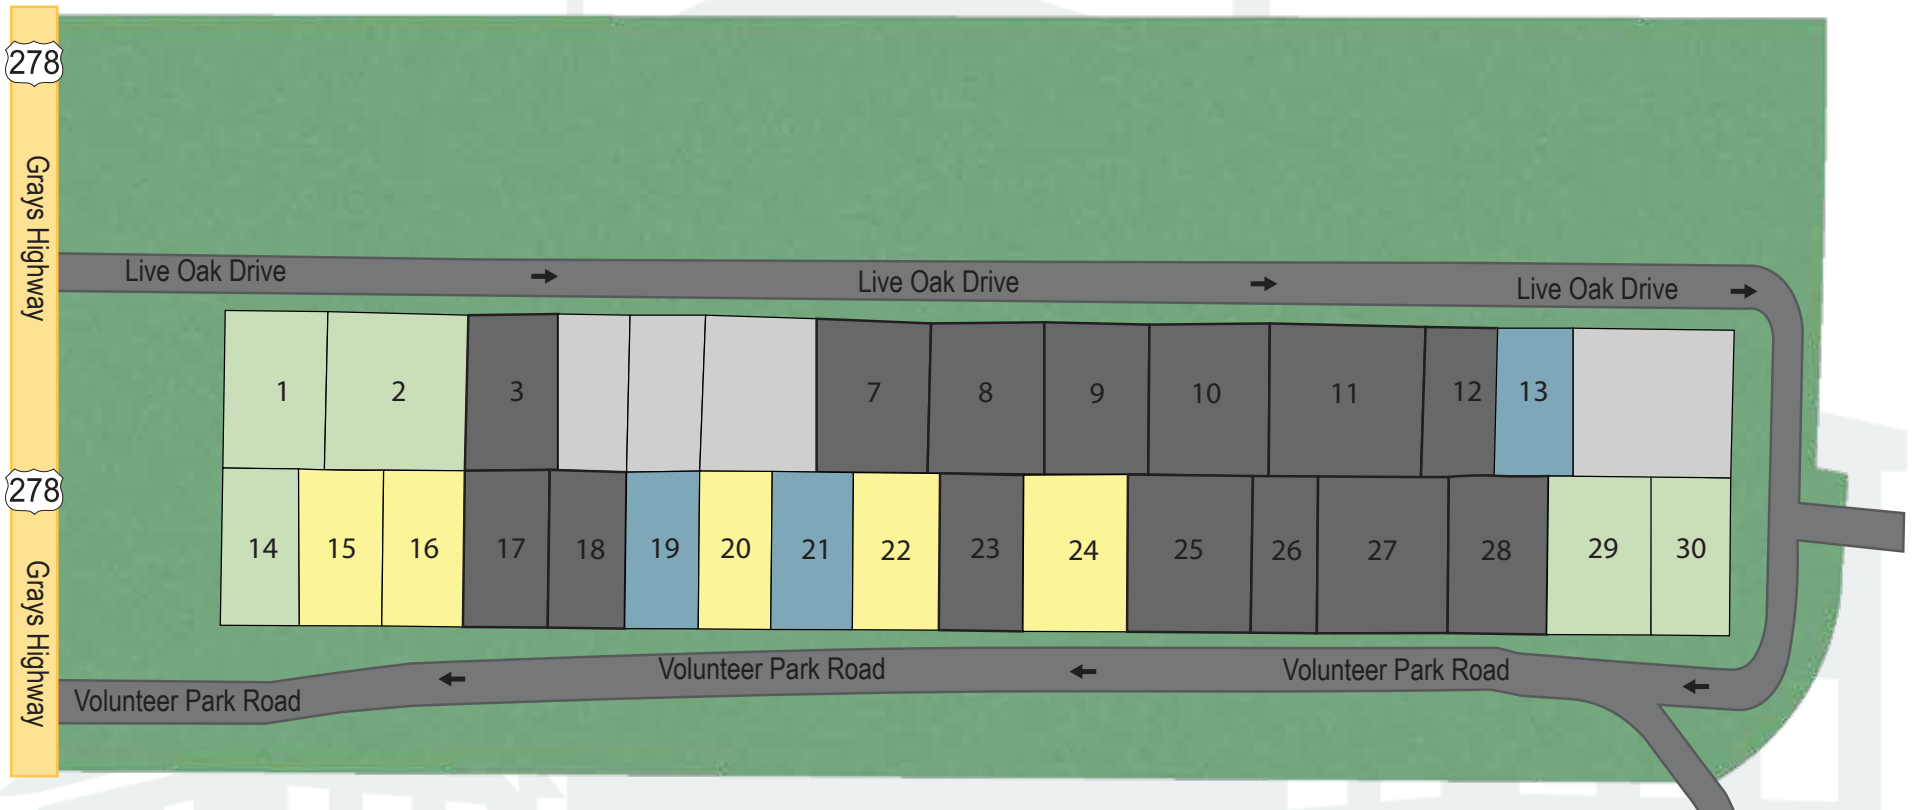 278
Grays Highway
Live Oak Drive
Live Oak Drive
Live Oak Drive
1 2 3 7 8 9 10 11 12 13
278
14 15 16 17 18 19 20 21 22 23 24 25 26 27 28 29 30
Grays Highway
Volunteer Park Road
Volunteer Park Road
Volunteer Park Road